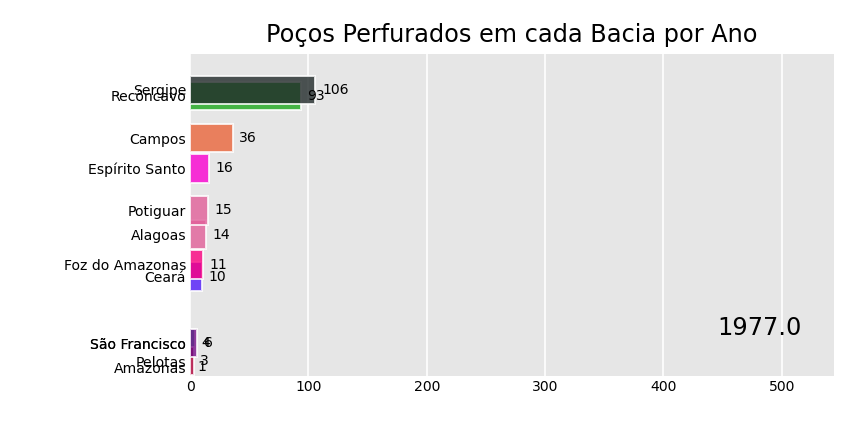 Poços Perfurados em cada Bacia por Ano
Sergipe 106
Recôncavo 93
Campos 36
Espírito Santo 16
Potiguar 15
Alagoas 14
Foz do Amazonas 11
Ceará 10
1977.0
São Francisco 6
Pelotas 3
Amazonas 1
0 100 200 300 400 500